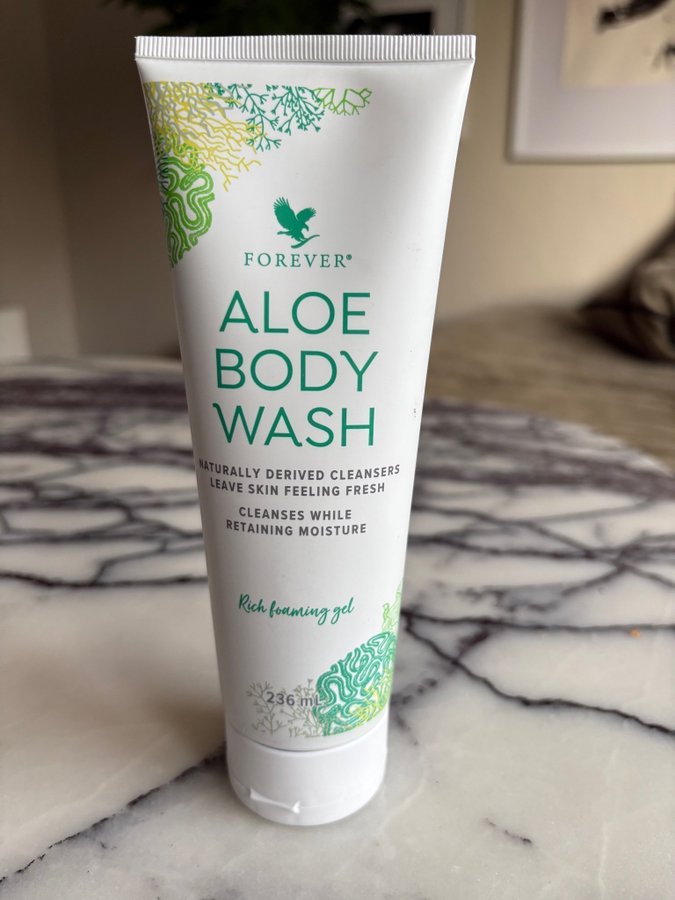 FOREVER®
ALOE
BODY
WASH
NATURALLY DERIVED CLEANSERS
LEAVE SKIN FEELING FRESH
CLEANSES WHILE
RETAINING MOISTURE
Rich foaming gel
236 mL